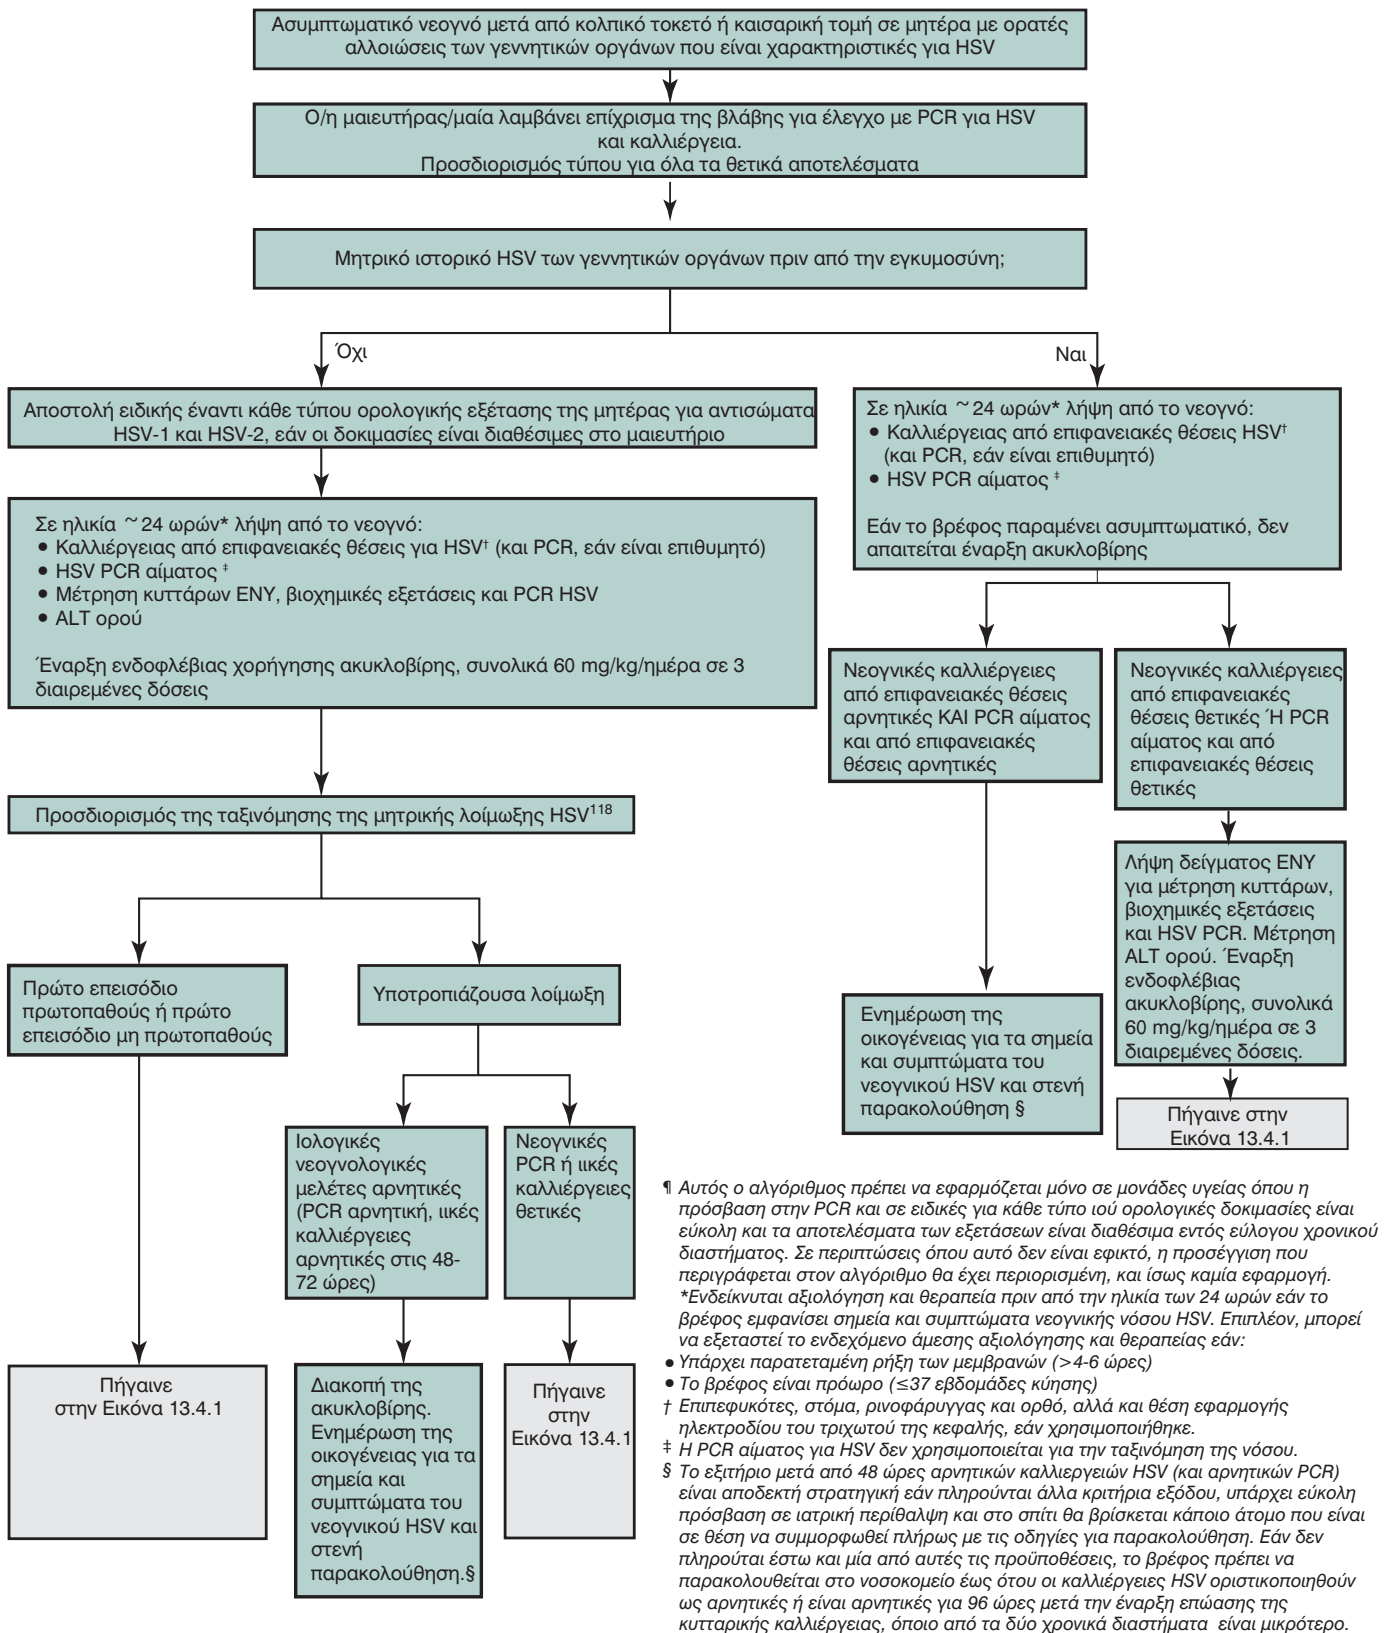 Ασυμπτωματικό νεογνό μετά από κολπικό τοκετό ή καισαρική τομή σε μητέρα με ορατές
αλλοιώσεις των γεννητικών οργάνων που είναι χαρακτηριστικές για HSV
Ο/η μαιευτήρας/μαία λαμβάνει επίχρισμα της βλάβης για έλεγχο με PCR για HSV
και καλλιέργεια.
Προσδιορισμός τύπου για όλα τα θετικά αποτελέσματα
Μητρικό ιστορικό HSV των γεννητικών οργάνων πριν από την εγκυμοσύνη;
Όχι
Ναι
Αποστολή ειδικής έναντι κάθε τύπου ορολογικής εξέτασης της μητέρας για αντισώματα
HSV-1 και HSV-2, εάν οι δοκιμασίες είναι διαθέσιμες στο μαιευτήριο
Σε ηλικία ~24 ωρών* λήψη από το νεογνό:
● Καλλιέργειας από επιφανειακές θέσεις για HSV† (και PCR, εάν είναι επιθυμητό)
● HSV PCR αίματος ‡
● Μέτρηση κυττάρων ΕΝΥ, βιοχημικές εξετάσεις και PCR HSV
● ALT ορού
Έναρξη ενδοφλέβιας χορήγησης ακυκλοβίρης, συνολικά 60 mg/kg/ημέρα σε 3
διαιρεμένες δόσεις
Προσδιορισμός της ταξινόμησης της μητρικής λοίμωξης HSV118
Πρώτο επεισόδιο
πρωτοπαθούς ή πρώτο
επεισόδιο μη πρωτοπαθούς
Υποτροπιάζουσα λοίμωξη
Ιολογικές
νεογνολογικές
μελέτες αρνητικές
(PCR αρνητική, ιικές
καλλιέργειες
αρνητικές στις 48-
72 ώρες)
Νεογνικές
PCR ή ιικές
καλλιέργειες
θετικές
Πήγαινε
στην Εικόνα 13.4.1
Διακοπή της
ακυκλοβίρης.
Ενημέρωση της
οικογένειας για τα
σημεία και
συμπτώματα του
νεογνικού HSV και
στενή
παρακολούθηση.§
Πήγαινε
στην
Εικόνα 13.4.1
Σε ηλικία ~24 ωρών* λήψη από το νεογνό:
● Καλλιέργειας από επιφανειακές θέσεις HSV†
(και PCR, εάν είναι επιθυμητό)
● HSV PCR αίματος ‡
Εάν το βρέφος παραμένει ασυμπτωματικό, δεν
απαιτείται έναρξη ακυκλοβίρης
Νεογνικές καλλιέργειες
από επιφανειακές θέσεις
αρνητικές ΚΑΙ PCR αίματος
και από επιφανειακές
θέσεις αρνητικές
Νεογνικές καλλιέργειες
από επιφανειακές
θέσεις θετικές Ή PCR
αίματος και από
επιφανειακές θέσεις
θετικές
Λήψη δείγματος ΕΝΥ
για μέτρηση κυττάρων,
βιοχημικές εξετάσεις
και HSV PCR. Μέτρηση
ALT ορού. Έναρξη
ενδοφλέβιας
ακυκλοβίρης, συνολικά
60 mg/kg/ημέρα σε 3
διαιρεμένες δόσεις.
Ενημέρωση της
οικογένειας για τα σημεία
και συμπτώματα του
νεογνικού HSV και στενή
παρακολούθηση §
Πήγαινε στην
Εικόνα 13.4.1
¶ Αυτός ο αλγόριθμος πρέπει να εφαρμόζεται μόνο σε μονάδες υγείας όπου η
πρόσβαση στην PCR και σε ειδικές για κάθε τύπο ιού ορολογικές δοκιμασίες είναι
εύκολη και τα αποτελέσματα των εξετάσεων είναι διαθέσιμα εντός εύλογου χρονικού
διαστήματος. Σε περιπτώσεις όπου αυτό δεν είναι εφικτό, η προσέγγιση που
περιγράφεται στον αλγόριθμο θα έχει περιορισμένη, και ίσως καμία εφαρμογή.
*Ενδείκνυται αξιολόγηση και θεραπεία πριν από την ηλικία των 24 ωρών εάν το
βρέφος εμφανίσει σημεία και συμπτώματα νεογνικής νόσου HSV. Επιπλέον, μπορεί
να εξεταστεί το ενδεχόμενο άμεσης αξιολόγησης και θεραπείας εάν:
● Υπάρχει παρατεταμένη ρήξη των μεμβρανών (>4-6 ώρες)
● Το βρέφος είναι πρόωρο (≤37 εβδομάδες κύησης)
† Επιπεφυκότες, στόμα, ρινοφάρυγγας και ορθό, αλλά και θέση εφαρμογής
ηλεκτροδίου του τριχωτού της κεφαλής, εάν χρησιμοποιήθηκε.
‡ Η PCR αίματος για HSV δεν χρησιμοποιείται για την ταξινόμηση της νόσου.
§ Το εξιτήριο μετά από 48 ώρες αρνητικών καλλιεργειών HSV (και αρνητικών PCR)
είναι αποδεκτή στρατηγική εάν πληρούνται άλλα κριτήρια εξόδου, υπάρχει εύκολη
πρόσβαση σε ιατρική περίθαλψη και στο σπίτι θα βρίσκεται κάποιο άτομο που είναι
σε θέση να συμμορφωθεί πλήρως με τις οδηγίες για παρακολούθηση. Εάν δεν
πληρούται έστω και μία από αυτές τις προϋποθέσεις, το βρέφος πρέπει να
παρακολουθείται στο νοσοκομείο έως ότου οι καλλιέργειες HSV οριστικοποιηθούν
ως αρνητικές ή είναι αρνητικές για 96 ώρες μετά την έναρξη επώασης της
κυτταρικής καλλιέργειας, όποιο από τα δύο χρονικά διαστήματα είναι μικρότερο.